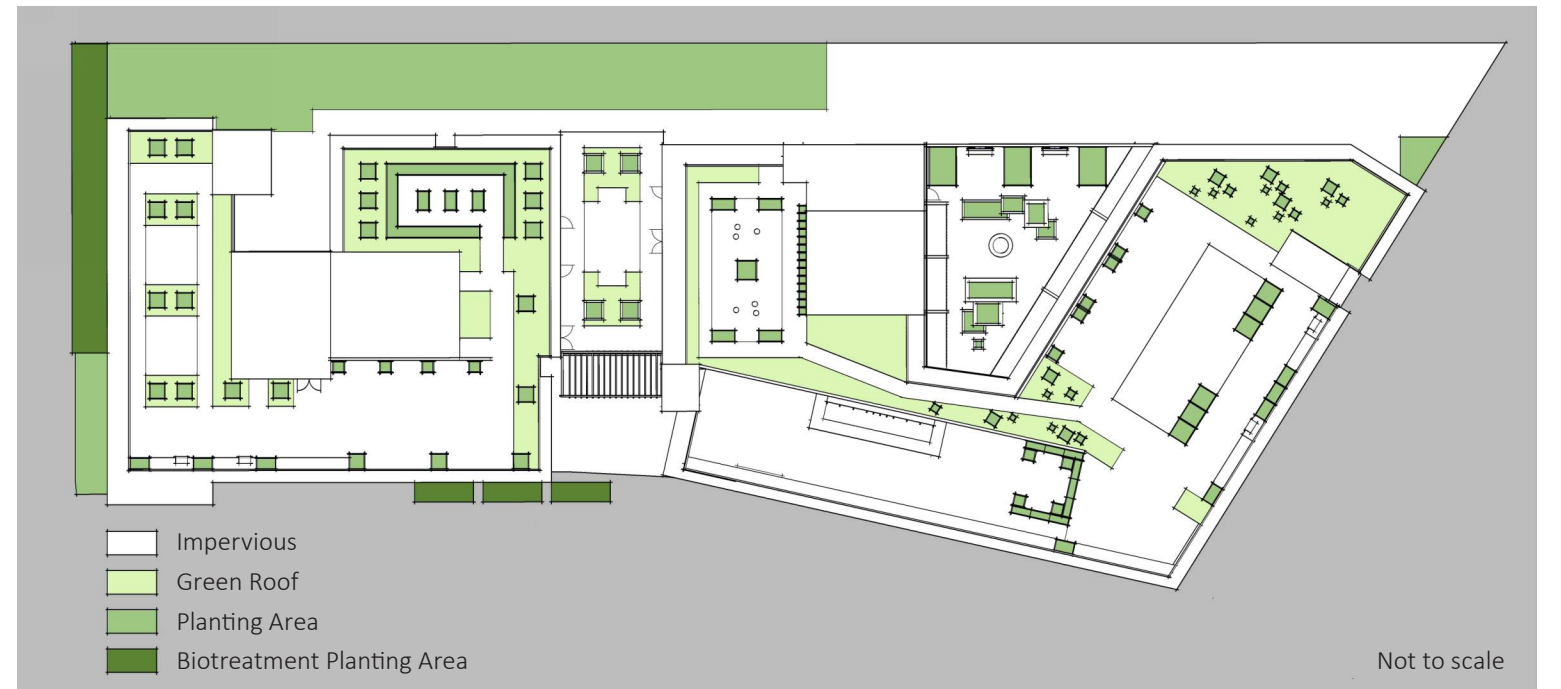 Impervious
Green Roof
Planting Area
Biotreatment Planting Area
Not to scale